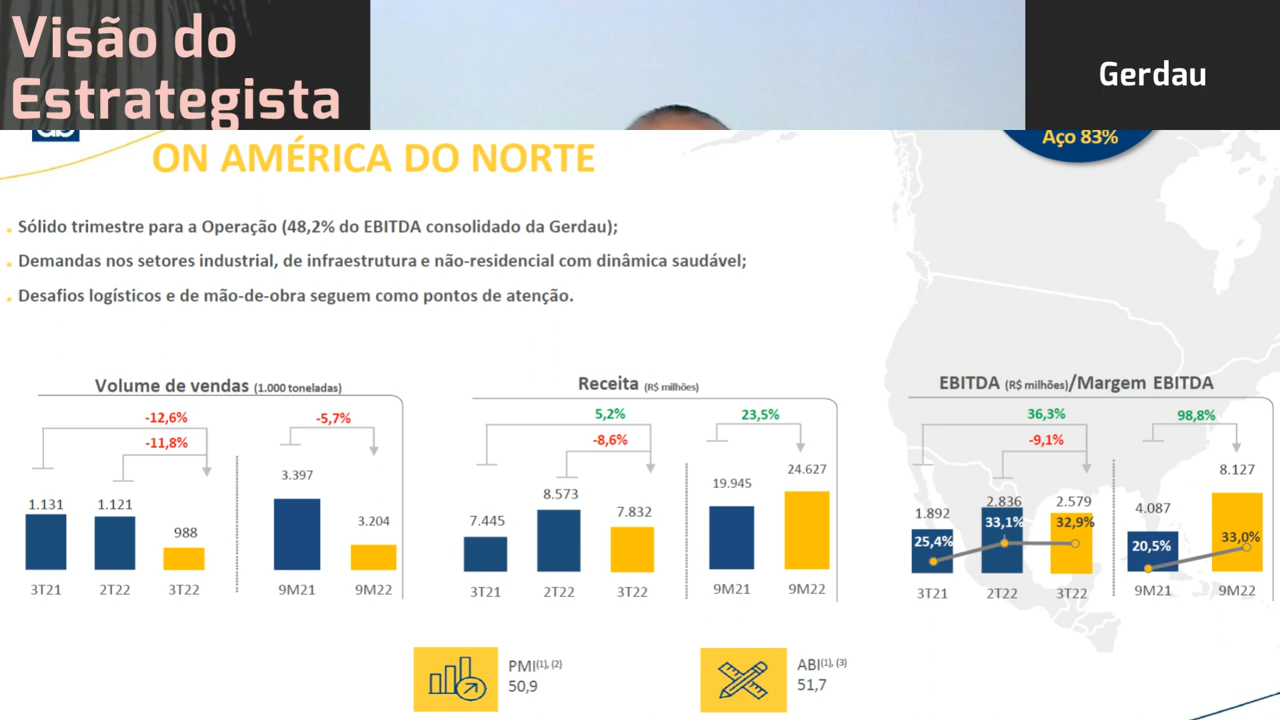 Visão do
Estrategista
Gerdau
Aço 83%
ON AMÉRICA DO NORTE
Sólido trimestre para a Operação (48,2% do EBITDA consolidado da Gerdau);
Demandas nos setores industrial, de infraestrutura e não-residencial com dinâmica saudável;
Desafios logísticos e de mão-de-obra seguem como pontos de atenção.
Volume de vendas (1.000 toneladas)
-12,6%
-11,8%
-5,7%
1.131
1.121
988
3.397
3.204
3T21
2T22
3T22
9M21
9M22
Receita (R$ milhões)
5,2%
-8,6%
23,5%
7.445
8.573
7.832
19.945
24.627
3T21
2T22
3T22
9M21
9M22
EBITDA (R$ milhões)/Margem EBITDA
36,3%
-9,1%
98,8%
1.892
2.836
2.579
4.087
8.127
25,4%
33,1%
32,9%
20,5%
33,0%
3T21
2T22
3T22
9M21
9M22
PMI(1), (2)
50,9
ABI(1), (3)
51,7